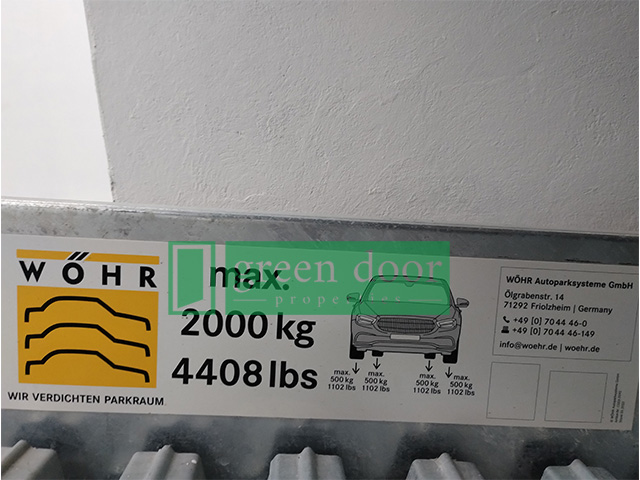 WÖHR
WIR VERDICHTEN PARKRAUM
max.
2000 kg
4408 lbs
green door
properties
max.
500 kg
1102 lbs
max.
500 kg
1102 lbs
max.
500 kg
1102 lbs
max.
500 kg
1102 lbs
WÖHR Autoparksysteme GmbH
Ölgrabenstr. 14
71292 Friolzheim | Germany
+49 [0] 70 44 46-0
+49 [0] 70 44 46-149
info@woehr.de | woehr.de